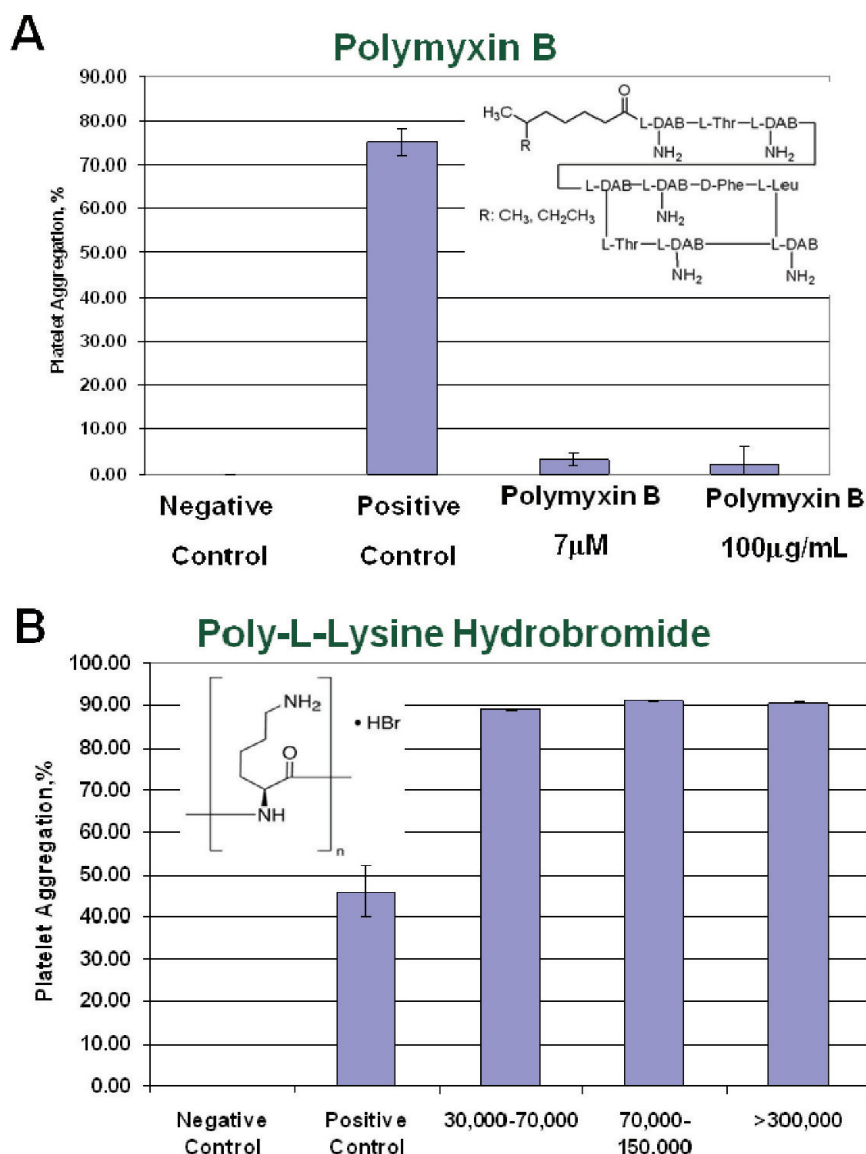 A
Polymyxin B
Platelet Aggregation, %
90.00
80.00
70.00
60.00
50.00
40.00
30.00
20.00
10.00
0.00
O
H₃C
R
L-DAB-L-Thr-L-DAB
NH₂ NH₂
L-DAB-L-DAB-D-Phe-L-Leu
R: CH₃, CH₂CH₃
NH₂
L-Thr-L-DAB L-DAB
NH₂ NH₂
Negative Control
Positive Control
Polymyxin B 7μM
Polymyxin B 100μg/mL
B
Poly-L-Lysine Hydrobromide
Platelet Aggregation,%
100.00
90.00
80.00
70.00
60.00
50.00
40.00
30.00
20.00
10.00
0.00
NH₂
• HBr
O
NH
n
Negative Control
Positive Control
30,000-70,000
70,000-150,000
>300,000